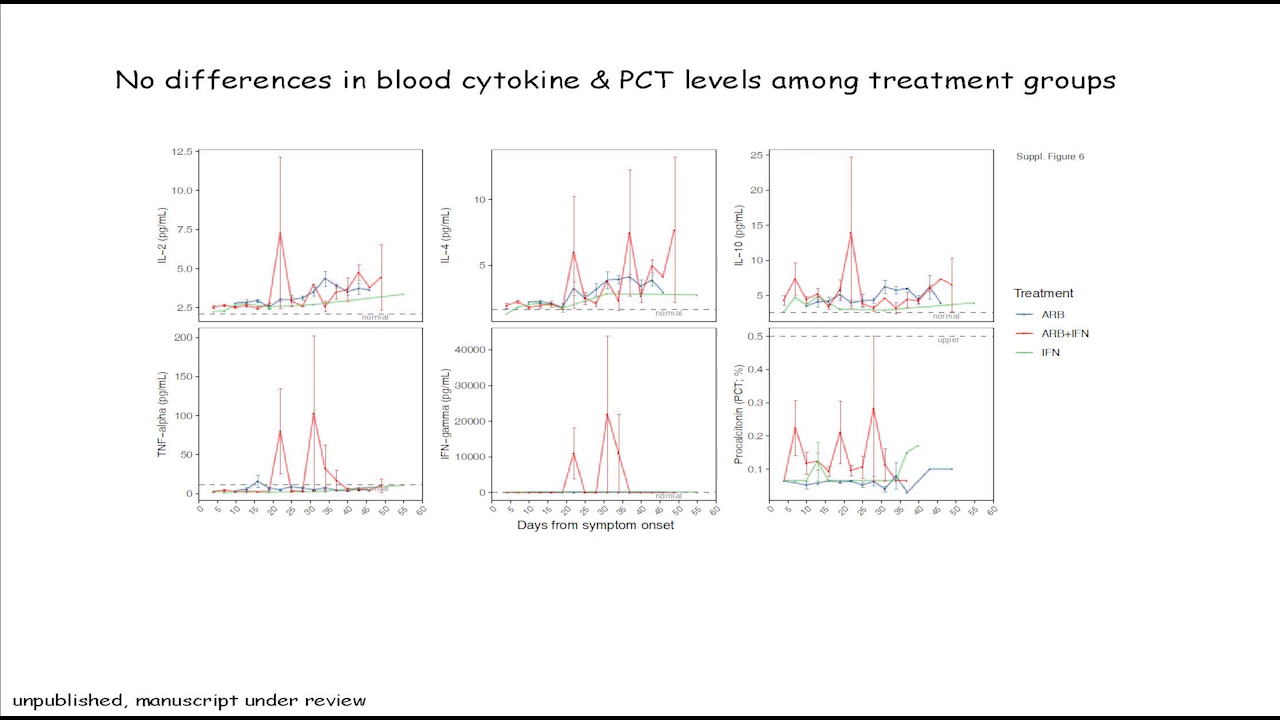 No differences in blood cytokine & PCT levels among treatment groups
Suppl. Figure 6
IL-2 (pg/mL)
12.5
10.0
7.5
5.0
2.5
normal
IL-4 (pg/mL)
10
5
normal
IL-10 (pg/mL)
25
20
15
10
5
normal
Treatment
ARB
ARB+IFN
IFN
TNF-alpha (pg/mL)
200
150
100
50
0
normal
0 5 10 15 20 25 30 35 40 45 50 55 60
IFN-gamma (pg/mL)
40000
30000
20000
10000
0
normal
0 5 10 15 20 25 30 35 40 45 50 55 60
Procalcitonin (PCT; %)
0.5
0.4
0.3
0.2
0.1
upper
0 5 10 15 20 25 30 35 40 45 50 55 60
Days from symptom onset
unpublished, manuscript under review